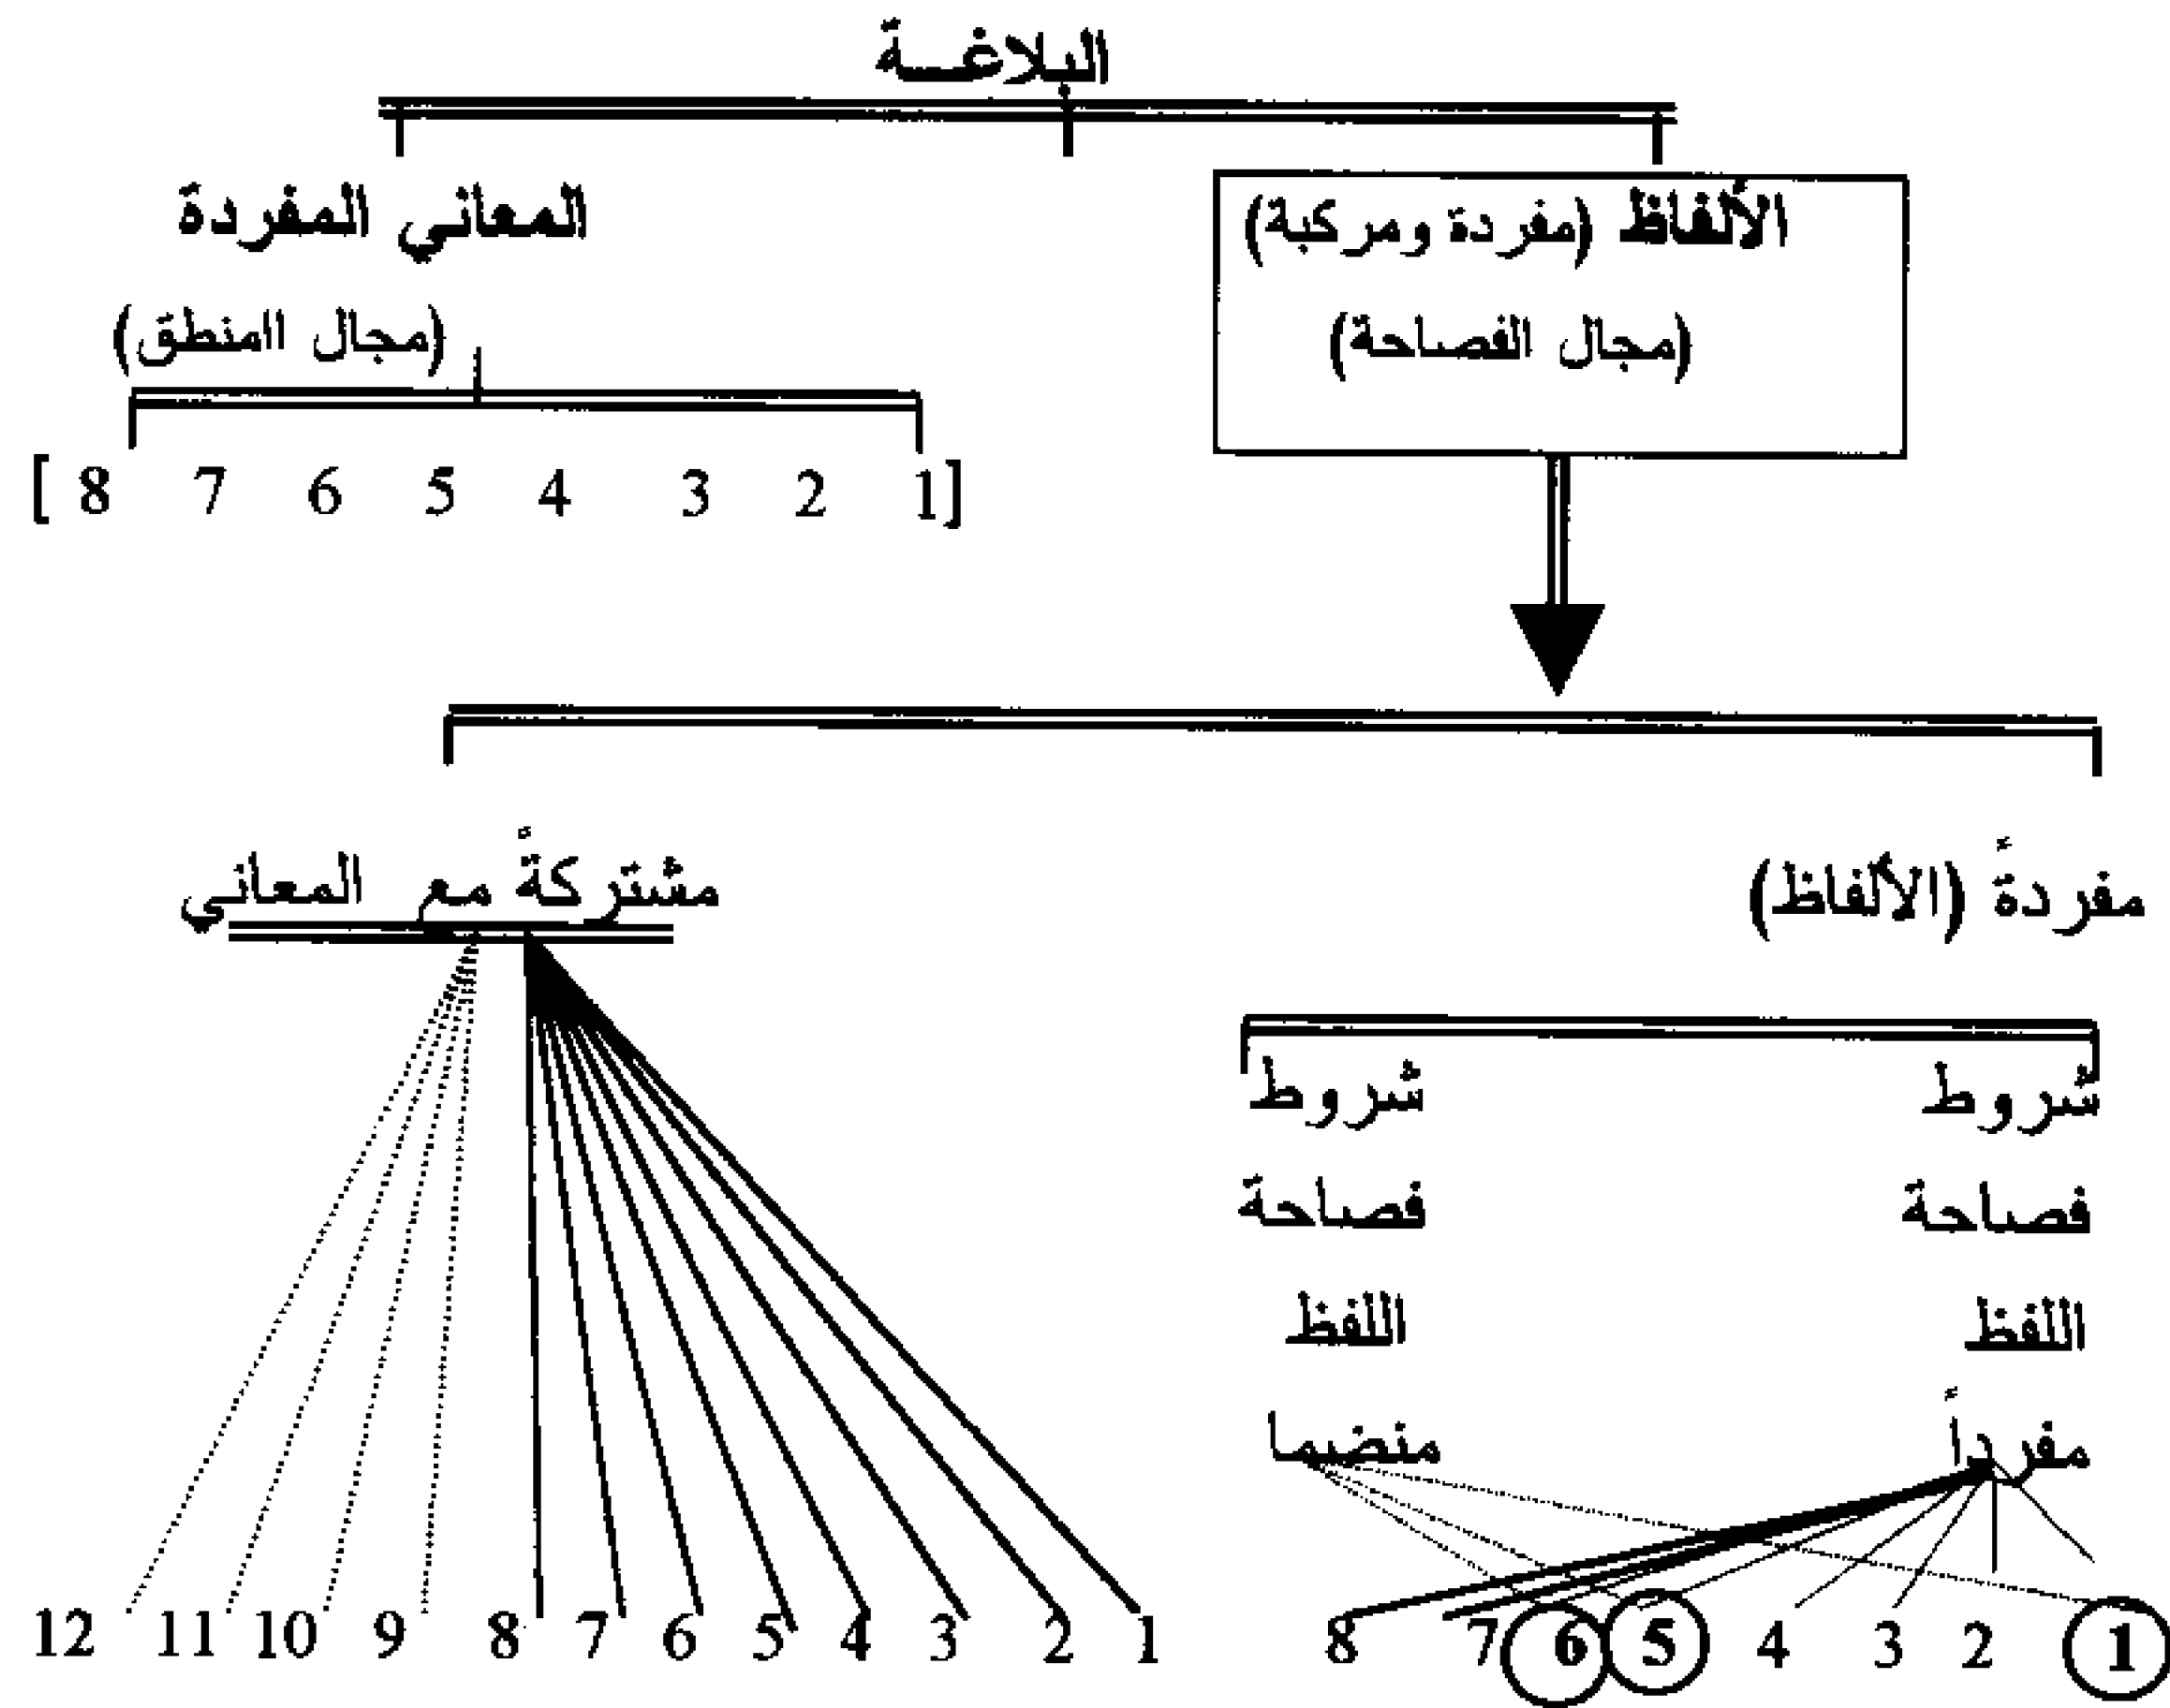 البلاغـــة
الألفاظ (مفردة ومركبة)
(مجال الفصاحة)
المعاني المفردة
(مجال اامنطق)
[1 2 3 4 5 6 7 8]
مفردةً (الألفاظ)
مشتركةً مع المعاني
شروط
فصاحة
اللفظ
مفرداً
شروط
فصاحة
اللفظ
منضما
1 2 3 4 5 6 7 8
1 2 3 4 5 6 7 8 9 10 11 12